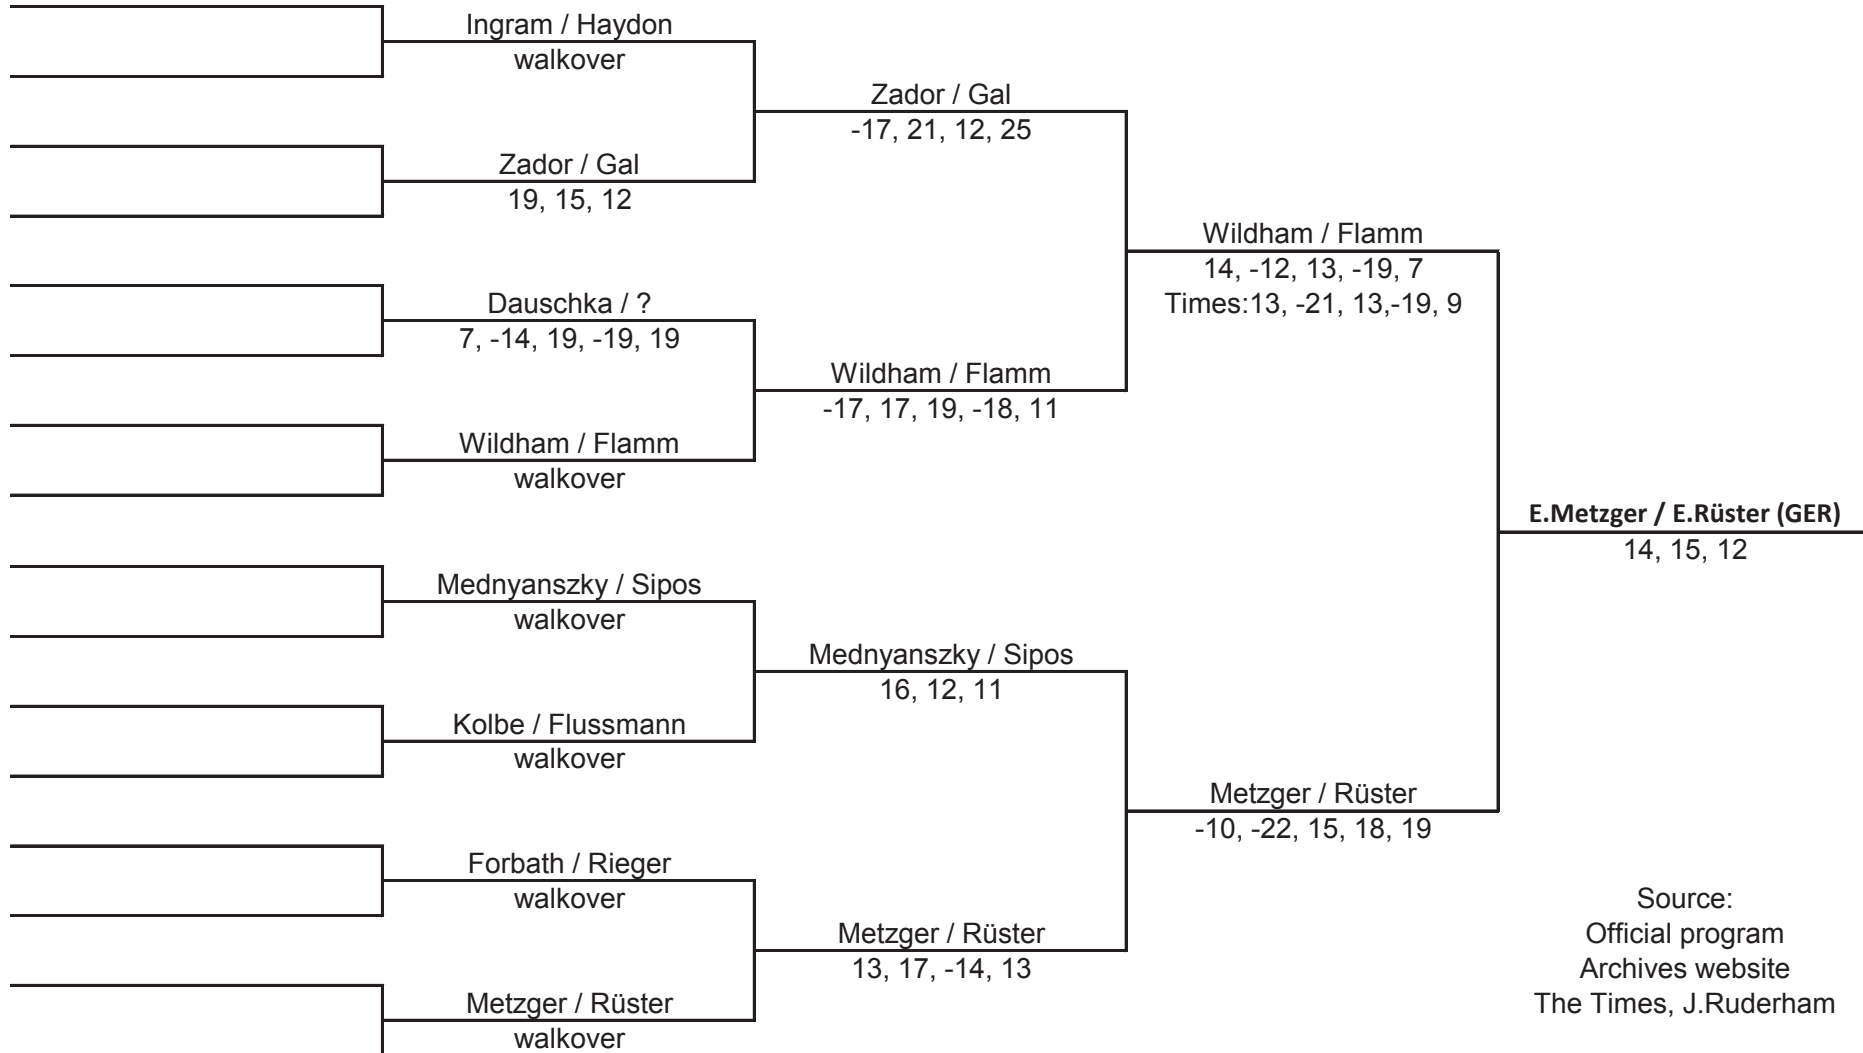 Ingram / Haydon
walkover
Zador / Gal
-17, 21, 12, 25
Zador / Gal
19, 15, 12
Wildham / Flamm
14, -12, 13, -19, 7
Times:13, -21, 13,-19, 9
Dauschka / ?
7, -14, 19, -19, 19
Wildham / Flamm
-17, 17, 19, -18, 11
Wildham / Flamm
walkover
E.Metzger / E.Rüster (GER)
14, 15, 12
Mednyanszky / Sipos
walkover
Mednyanszky / Sipos
16, 12, 11
Kolbe / Flussmann
walkover
Metzger / Rüster
-10, -22, 15, 18, 19
Forbath / Rieger
walkover
Metzger / Rüster
13, 17, -14, 13
Metzger / Rüster
walkover
Source:
Official program
Archives website
The Times, J.Ruderham